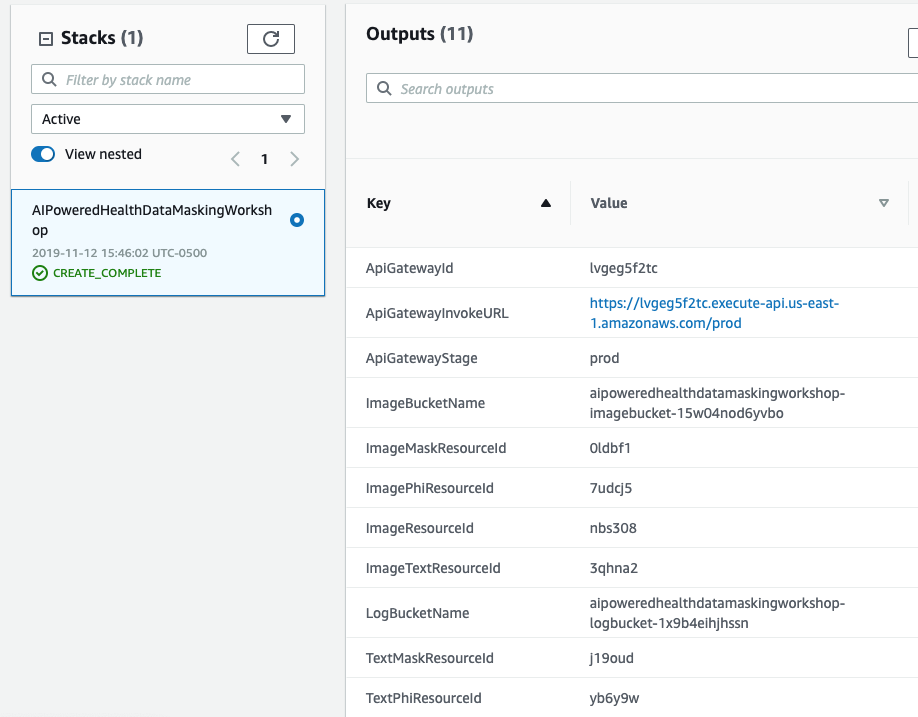 Stacks (1)
Filter by stack name
Active
View nested
1
AIPoweredHealthDataMaskingWorksh
op
2019-11-12 15:46:02 UTC-0500
CREATE_COMPLETE
Outputs (11)
Search outputs
Key Value
ApiGatewayId lvgeg5f2tc
ApiGatewayInvokeURL https://lvgeg5f2tc.execute-api.us-east-
1.amazonaws.com/prod
ApiGatewayStage prod
ImageBucketName aipoweredhealthdatamaskingworkshop-
imagebucket-15w04nod6yvbo
ImageMaskResourceId 0ldbf1
ImagePhiResourceId 7udcj5
ImageResourceId nbs308
ImageTextResourceId 3qhna2
LogBucketName aipoweredhealthdatamaskingworkshop-
logbucket-1x9b4eihjhssn
TextMaskResourceId j19oud
TextPhiResourceId yb6y9w